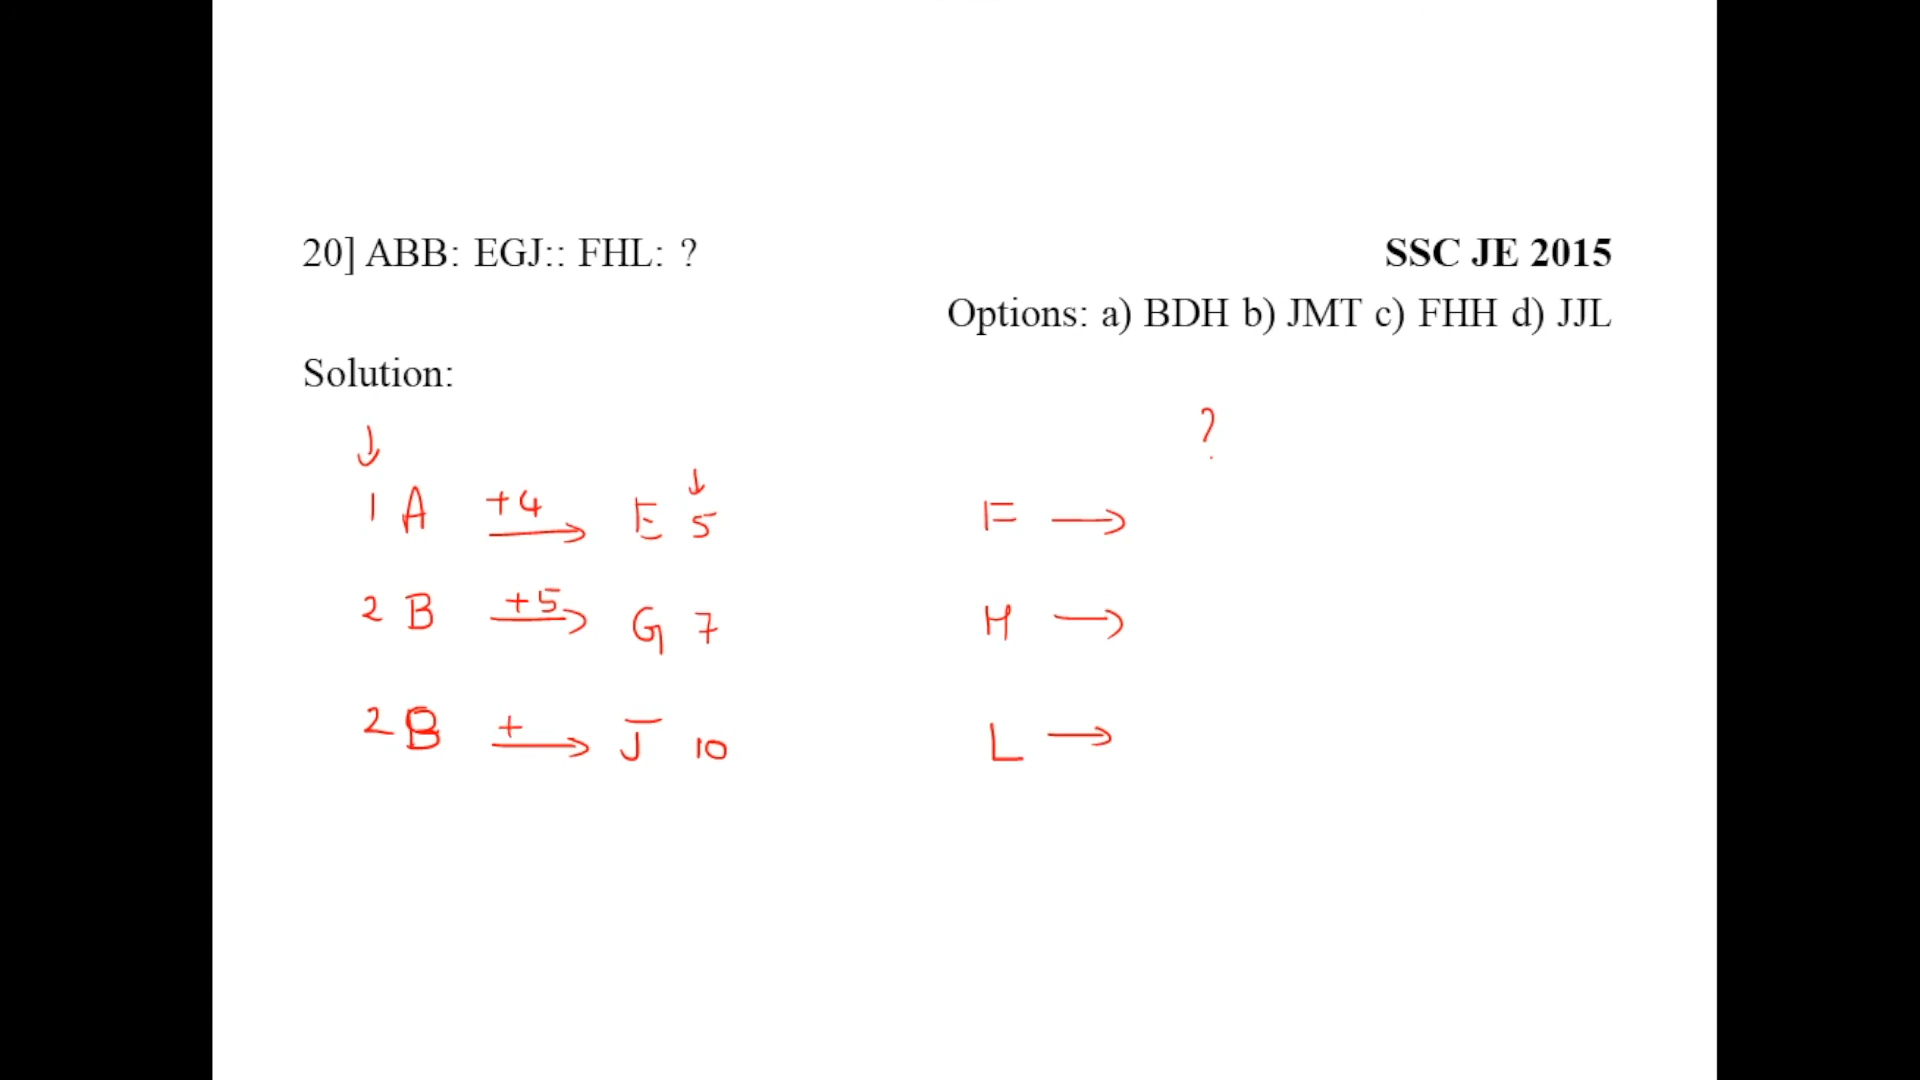 20] ABB: EGJ:: FHL: ?
SSC JE 2015
Options: a) BDH b) JMT c) FHH d) JJL
Solution:
?
1 A +4 → E 5 F →
2 B +5 → G 7 H →
2 B + → J 10 L →